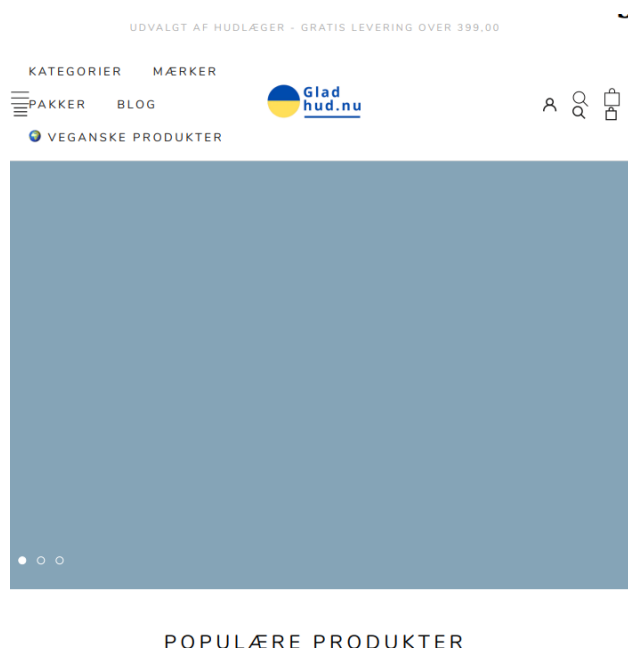 UDVALGT AF HUDLÆGER - GRATIS LEVERING OVER 399,00
KATEGORIER MÆRKER
PAKKER BLOG
VEGANSKE PRODUKTER
Glad
hud.nu
POPULÆRE PRODUKTER